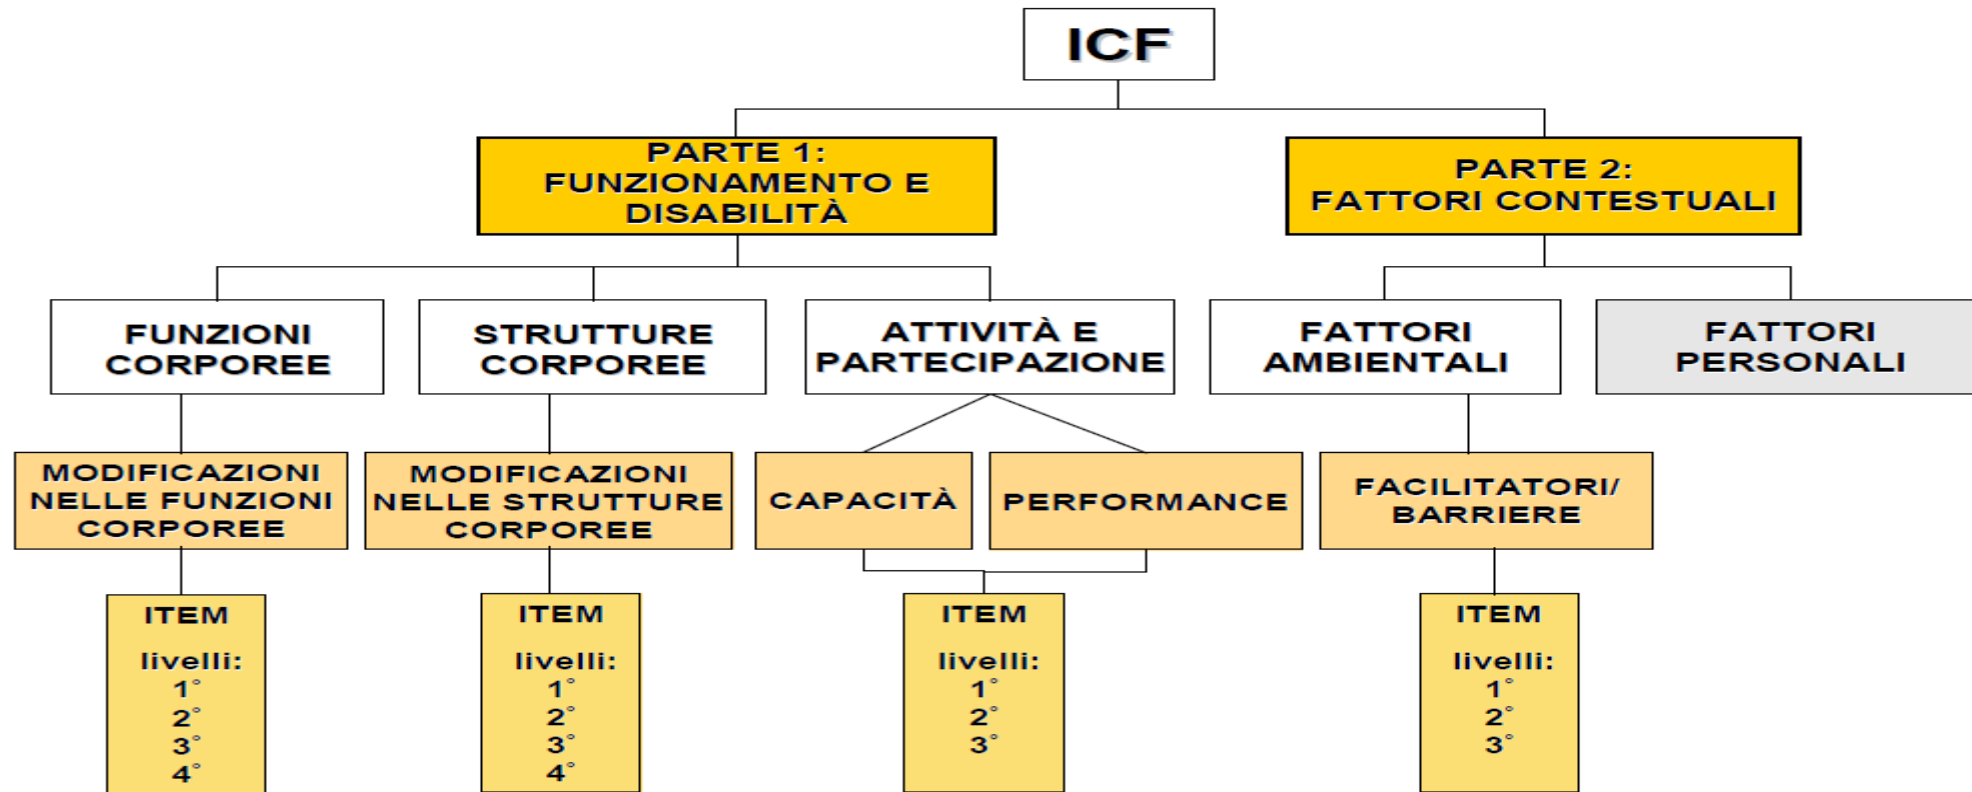 ICF
PARTE 1:
FUNZIONAMENTO E
DISABILITÀ
PARTE 2:
FATTORI CONTESTUALI
FUNZIONI
CORPOREE
STRUTTURE
CORPOREE
ATTIVITÀ E
PARTECIPAZIONE
FATTORI
AMBIENTALI
FATTORI
PERSONALI
MODIFICAZIONI
NELLE FUNZIONI
CORPOREE
MODIFICAZIONI
NELLE STRUTTURE
CORPOREE
CAPACITÀ
PERFORMANCE
FACILITATORI/
BARRIERE
ITEM
livelli:
1°
2°
3°
4°
ITEM
livelli:
1°
2°
3°
4°
ITEM
livelli:
1°
2°
3°
ITEM
livelli:
1°
2°
3°